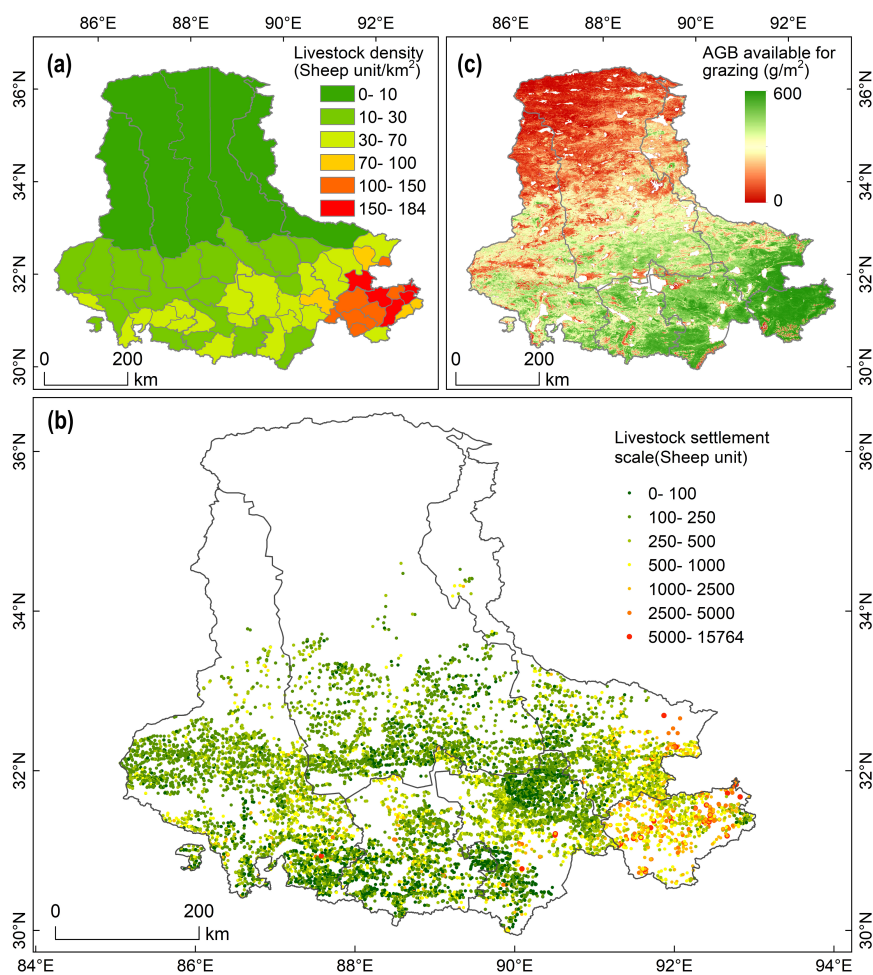 86°E 88°E 90°E 92°E
86°E 88°E 90°E 92°E
(a)
Livestock density
(Sheep unit/km²)
0- 10
10- 30
30- 70
70- 100
100- 150
150- 184
36°N
34°N
32°N
30°N
0 200
km
(c)
AGB available for
grazing (g/m²)
600
0
36°N
34°N
32°N
30°N
0 200
km
(b)
Livestock settlement
scale(Sheep unit)
0- 100
100- 250
250- 500
500- 1000
1000- 2500
2500- 5000
5000- 15764
36°N
34°N
32°N
30°N
36°N
34°N
32°N
30°N
0 200
km
84°E 86°E 88°E 90°E 92°E 94°E